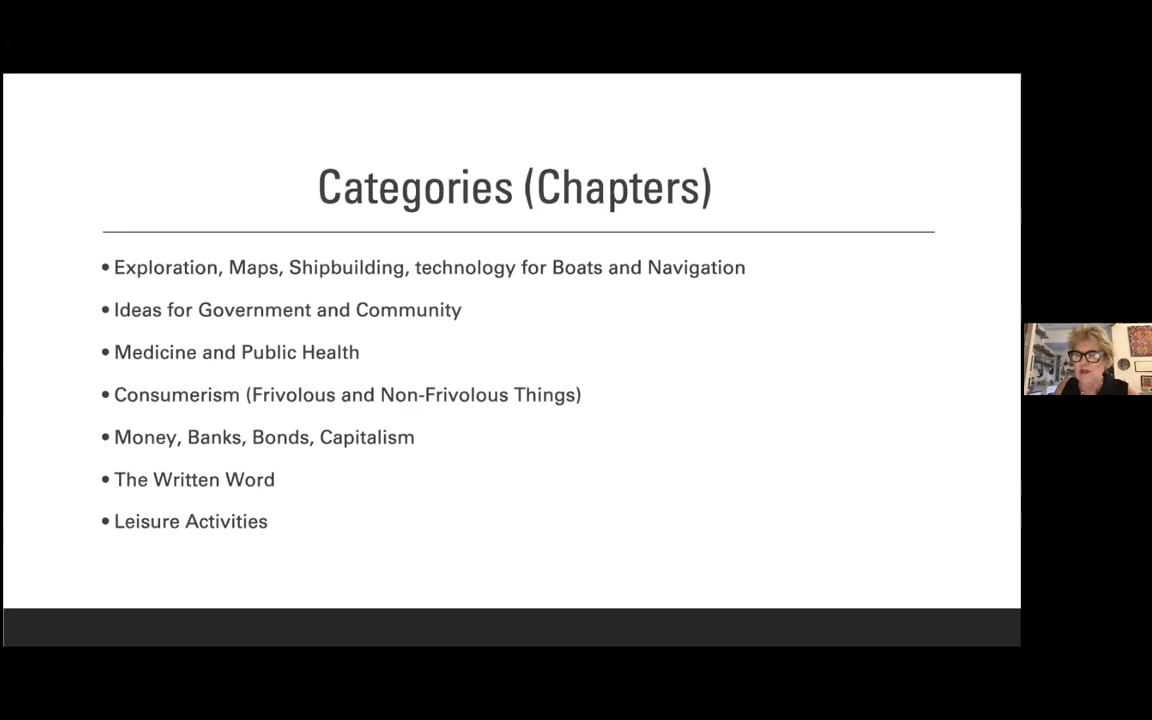 Categories (Chapters)
• Exploration, Maps, Shipbuilding, technology for Boats and Navigation
• Ideas for Government and Community
• Medicine and Public Health
• Consumerism (Frivolous and Non-Frivolous Things)
• Money, Banks, Bonds, Capitalism
• The Written Word
• Leisure Activities